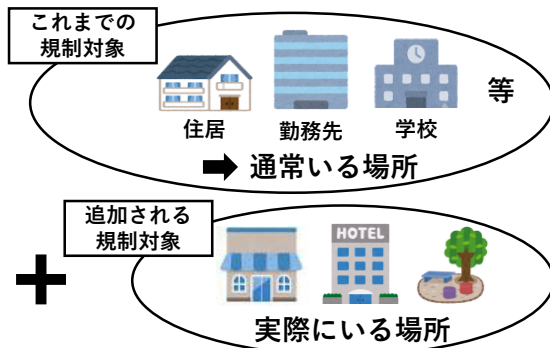 これまでの
規制対象
住居
勤務先
学校
等
➡ 通常いる場所
追加される
規制対象
HOTEL
実際にいる場所